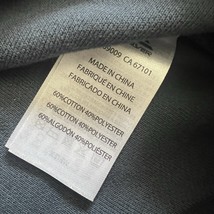 CA 67101
MADE IN CHINA
FABRIQUÉ EN CHINE
FABRICADO EN CHINA
60%COTTON 40%POLYESTER
60%COTON 40%POLYESTER
60%ALGODÓN 40%POLIÉSTER